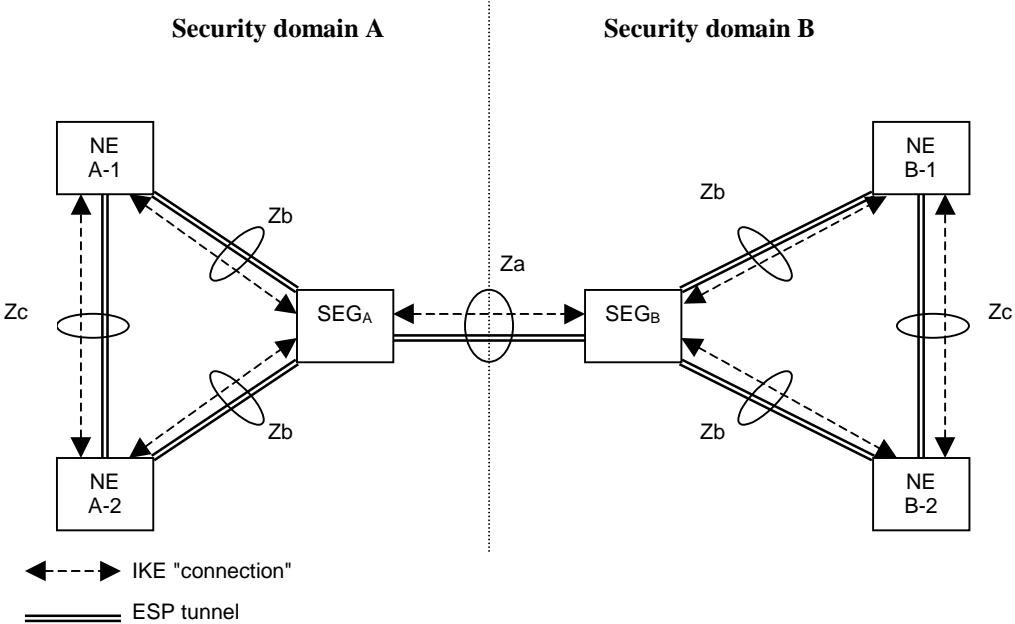 Security domain A
Security domain B
NE
A-1
NE
B-1
Zb
Zb
Za
Zc
SEGA
SEGB
Zc
Zb
Zb
NE
A-2
NE
B-2
IKE "connection"
ESP tunnel